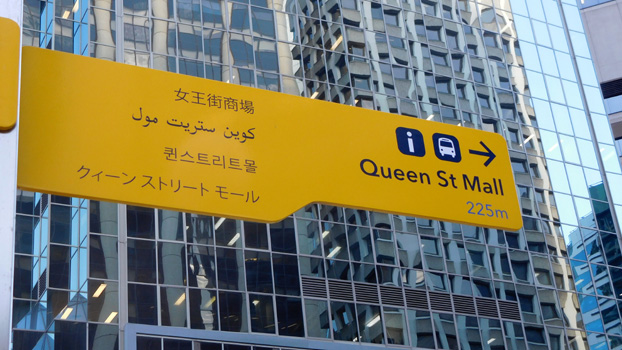 女王街商場
كوين ستريت مول
퀸스트리트몰
クィーン ストリート モール
i
Queen St Mall
225m